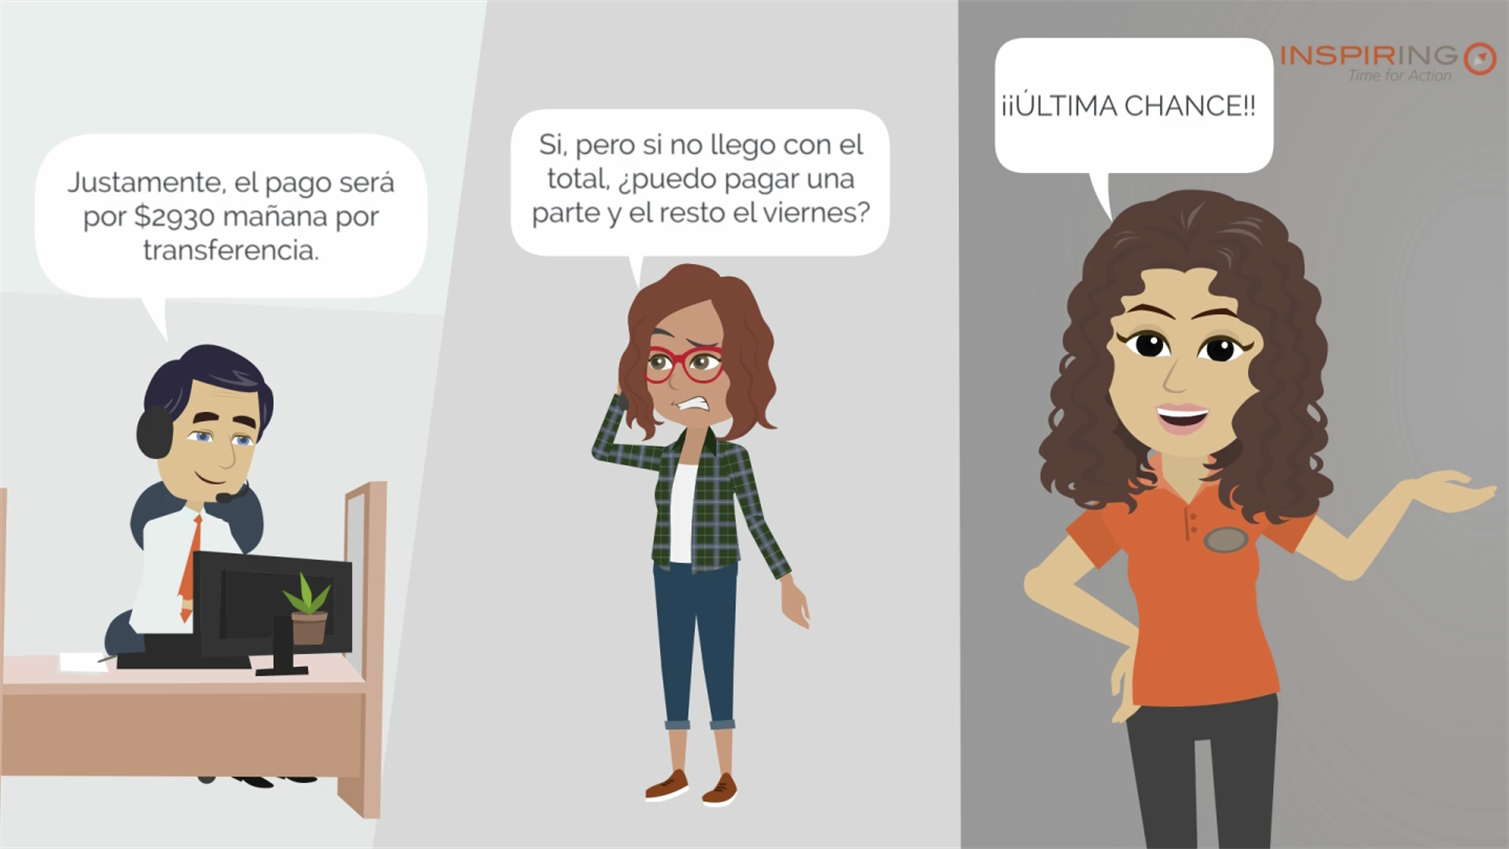 Justamente, el pago será
por $2930 mañana por
transferencia.
Si, pero si no llego con el
total, ¿puedo pagar una
parte y el resto el viernes?
¡¡ÚLTIMA CHANCE!!
INSPIRING
Time for Action